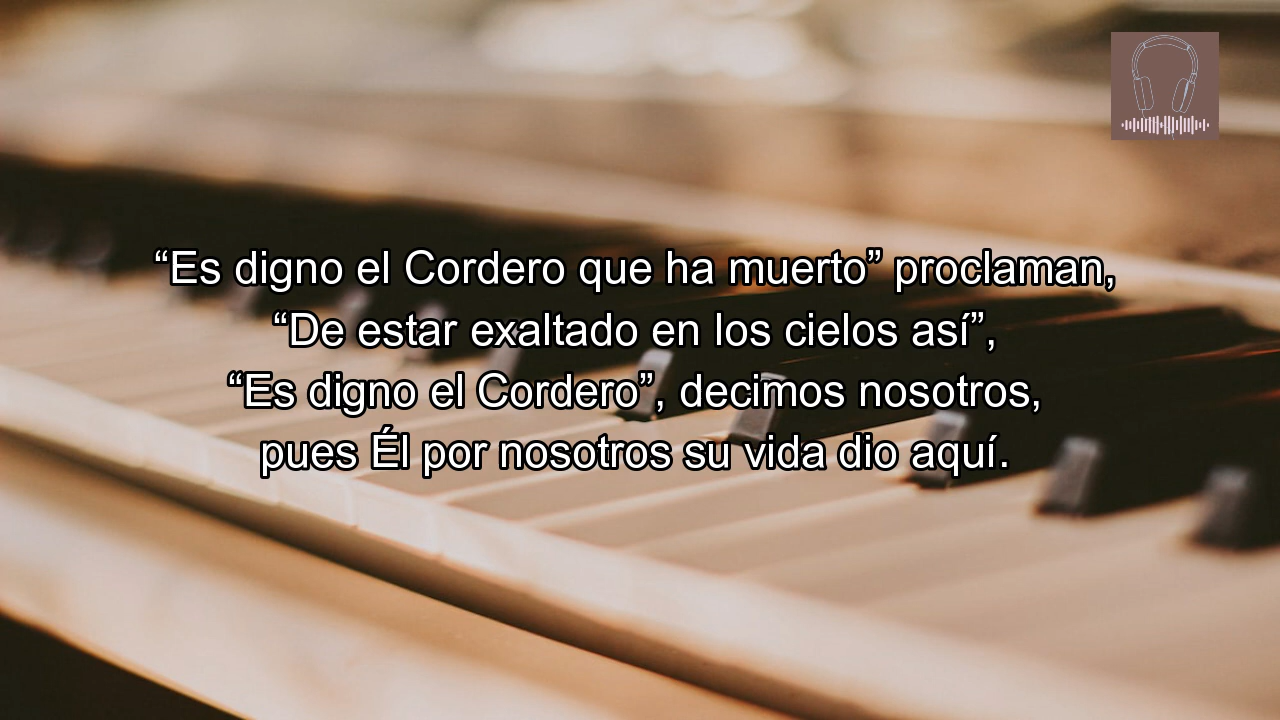 “Es digno el Cordero que ha muerto” proclaman,
“De estar exaltado en los cielos así”,
“Es digno el Cordero”, decimos nosotros,
pues Él por nosotros su vida dio aquí.